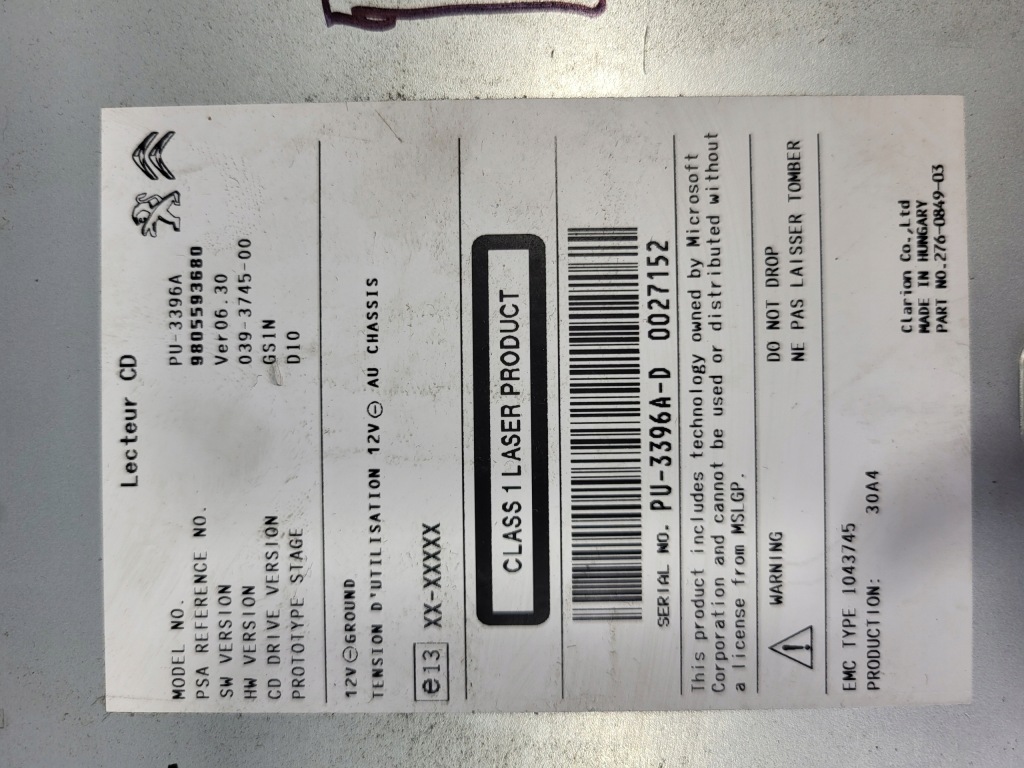 Lecteur CD
MODEL NO. PU-3396A
PSA REFERENCE NO. 9805593680
SW VERSION Ver06.30
HW VERSION 039-3745-00
CD DRIVE VERSION GS1N
PROTOTYPE STAGE D10
12V⊖GROUND
TENSION D'UTILISATION 12V⊖ AU CHASSIS
e13 XX-XXXXX
CLASS 1 LASER PRODUCT
SERIAL NO. PU-3396A-D 0027152
This product includes technology owned by Microsoft
Corporation and cannot be used or distributed without
a license from MSLGP.
WARNING DO NOT DROP
NE PAS LAISSER TOMBER
EMC TYPE 1043745
PRODUCTION: 30A4
Clarion Co.,Ltd
MADE IN HUNGARY
PART NO.276-0849-03